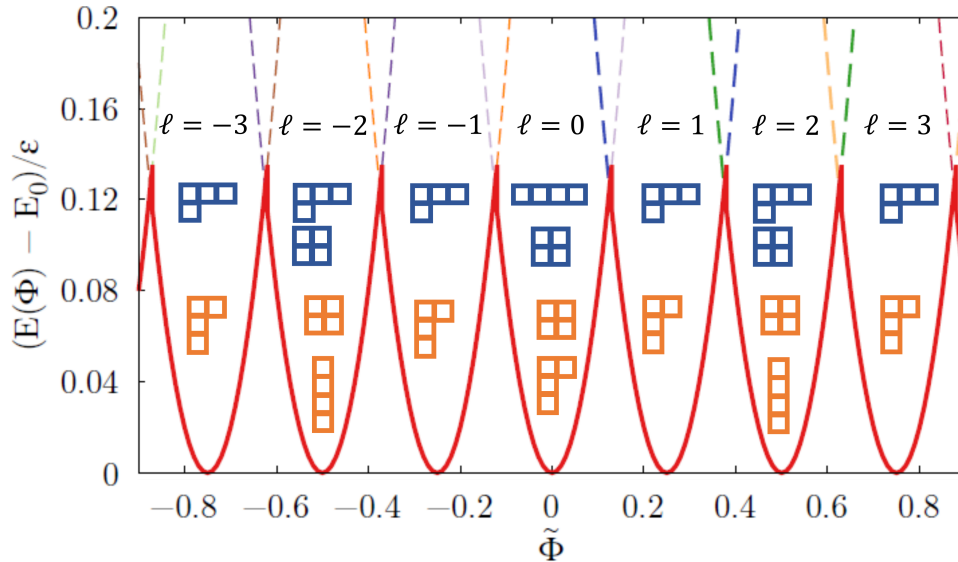 0.2
0.16
0.12
0.08
0.04
0
(E(Φ) − E₀)/ε
ℓ = −3
ℓ = −2
ℓ = −1
ℓ = 0
ℓ = 1
ℓ = 2
ℓ = 3
−0.8
−0.6
−0.4
−0.2
0
0.2
0.4
0.6
0.8
Φ̃